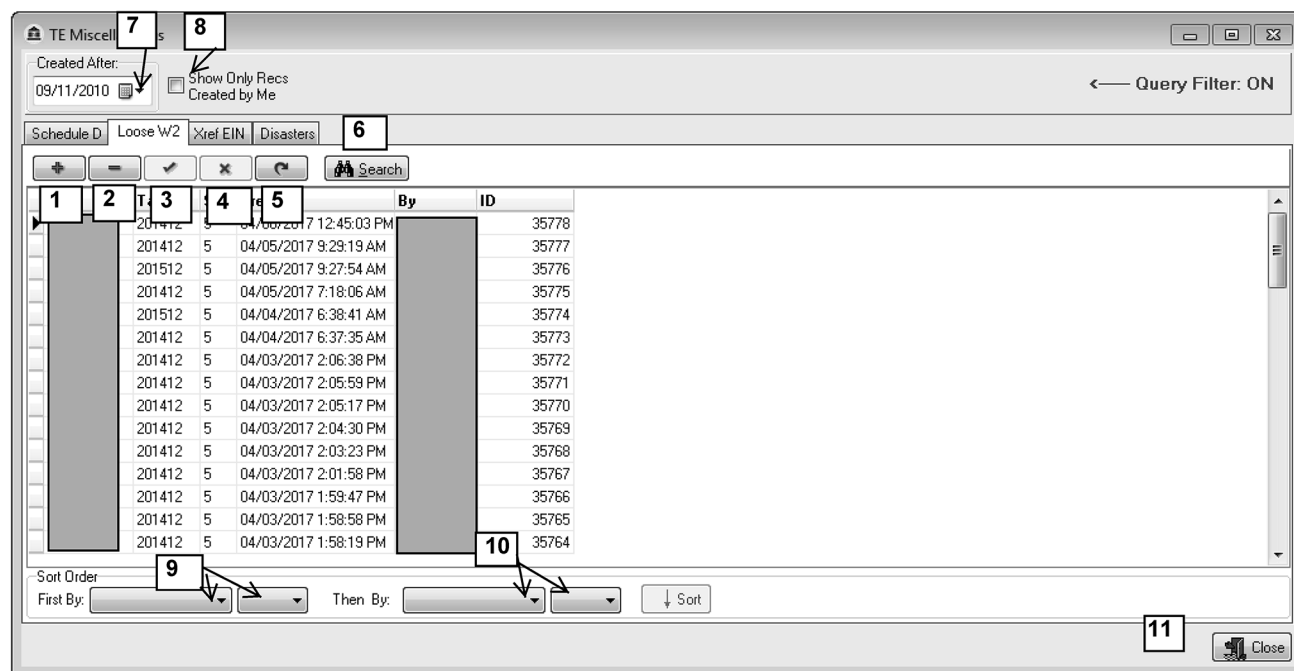 TE Miscell s
7
8
Created After:
09/11/2010
Show Only Recs
Created by Me
Query Filter: ON
Schedule D Loose W2 Xref EIN Disasters
6
Search
1 2 3 4 5
By ID
201412 5 12:45:03 PM 35778
201412 5 04/05/2017 9:29:19 AM 35777
201512 5 04/05/2017 9:27:54 AM 35776
201412 5 04/05/2017 7:18:06 AM 35775
201512 5 04/04/2017 6:38:41 AM 35774
201412 5 04/04/2017 6:37:35 AM 35773
201412 5 04/03/2017 2:06:38 PM 35772
201412 5 04/03/2017 2:05:59 PM 35771
201412 5 04/03/2017 2:05:17 PM 35770
201412 5 04/03/2017 2:04:30 PM 35769
201412 5 04/03/2017 2:03:23 PM 35768
201412 5 04/03/2017 2:01:58 PM 35767
201412 5 04/03/2017 1:59:47 PM 35766
201412 5 04/03/2017 1:58:58 PM 35765
201412 5 04/03/2017 1:58:19 PM 35764
9
10
Sort Order
First By: Then By: Sort
11
Close